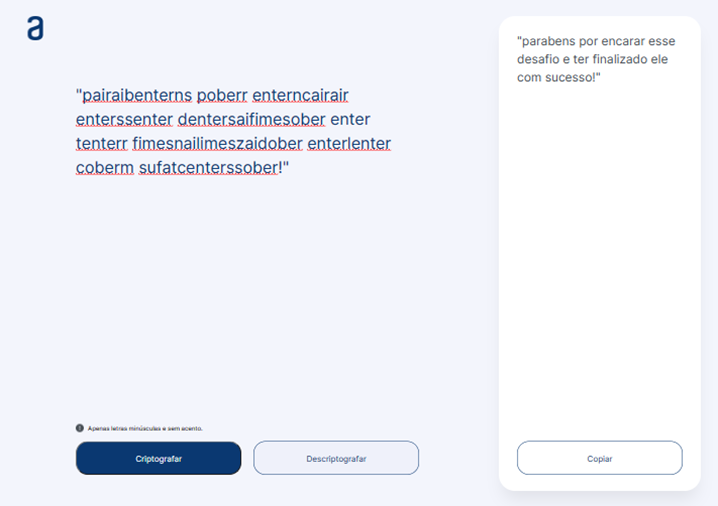 a
"pairaibenterns poberr enterncairair
enterssenter dentersaifimesober enter
tenterr fimesnailimeszaidober enterlenter
coberm sufatcenterssober!"
Apenas letras minúsculas e sem acento.
Criptografar
Descriptografar
"parabens por encarar esse
desafio e ter finalizado ele
com sucesso!"
Copiar